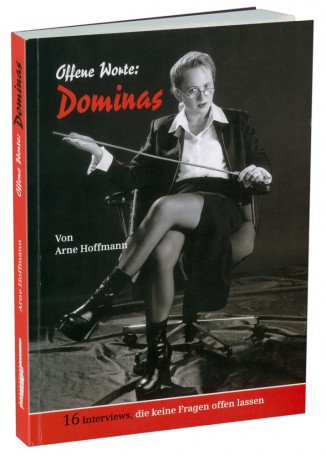 Offene Worte:
Dominas
Von
Arne Hoffmann
16 Interviews, die keine Fragen offen lassen
Arne Hoffmann Offene Worte: Dominas